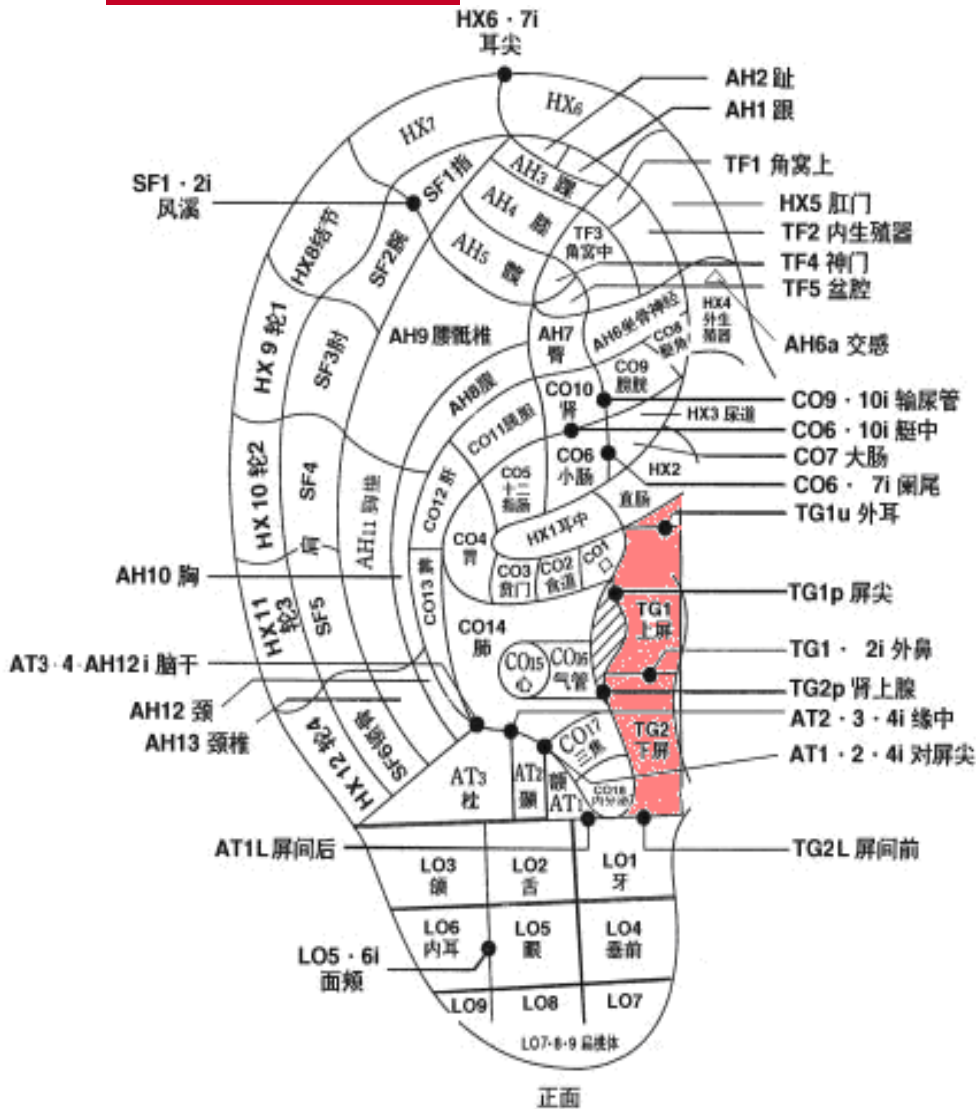 HX6 · 7i
耳尖
AH2 趾
AH1 跟
TF1 角窝上
HX5 肛门
TF2 内生殖器
TF4 神门
TF5 盆腔
AH6a 交感
CO9 · 10i 输尿管
CO6 · 10i 艇中
CO7 大肠
CO6 · 7i 阑尾
TG1u 外耳
TG1p 屏尖
TG1 · 2i 外鼻
TG2p 肾上腺
AT2 · 3 · 4i 缘中
AT1 · 2 · 4i 对屏尖
TG2L 屏间前
SF1 · 2i
风溪
AH10 胸
AT3 · 4 · AH12i 脑干
AH12 颈
AH13 颈椎
AT1L 屏间后
LO5 · 6i
面颊
HX6
HX7
HX8结节
HX 9 轮1
HX 10 轮2
HX 11
轮3
HX 12 轮4
SF1指
SF2腕
SF3肘
SF4
肩
SF5
SF6锁骨
AH3 踝
AH4 膝
AH5 髋
TF3
角窝中
AH9 腰骶椎
AH7
臀
AH6坐骨神经
HX4
外生
殖器
AH8腹
AH11 胸椎
CO8
艇角
CO9
膀胱
CO10
肾
HX3 尿道
CO11胰胆
CO12 肝
CO5
十二
指肠
CO6
小肠
HX2
直肠
HX1耳中
CO4
胃
CO3
贲门
CO2
食道
CO1
口
CO13 脾
CO14
肺
CO15
心
CO16
气管
TG1
上屏
TG2
下屏
CO17
三焦
CO18
内分泌
AT3
枕
AT2
颞
额
AT1
LO3
颌
LO2
舌
LO1
牙
LO6
内耳
LO5
眼
LO4
垂前
LO9
LO8
LO7
LO7·8·9 扁桃体
正面